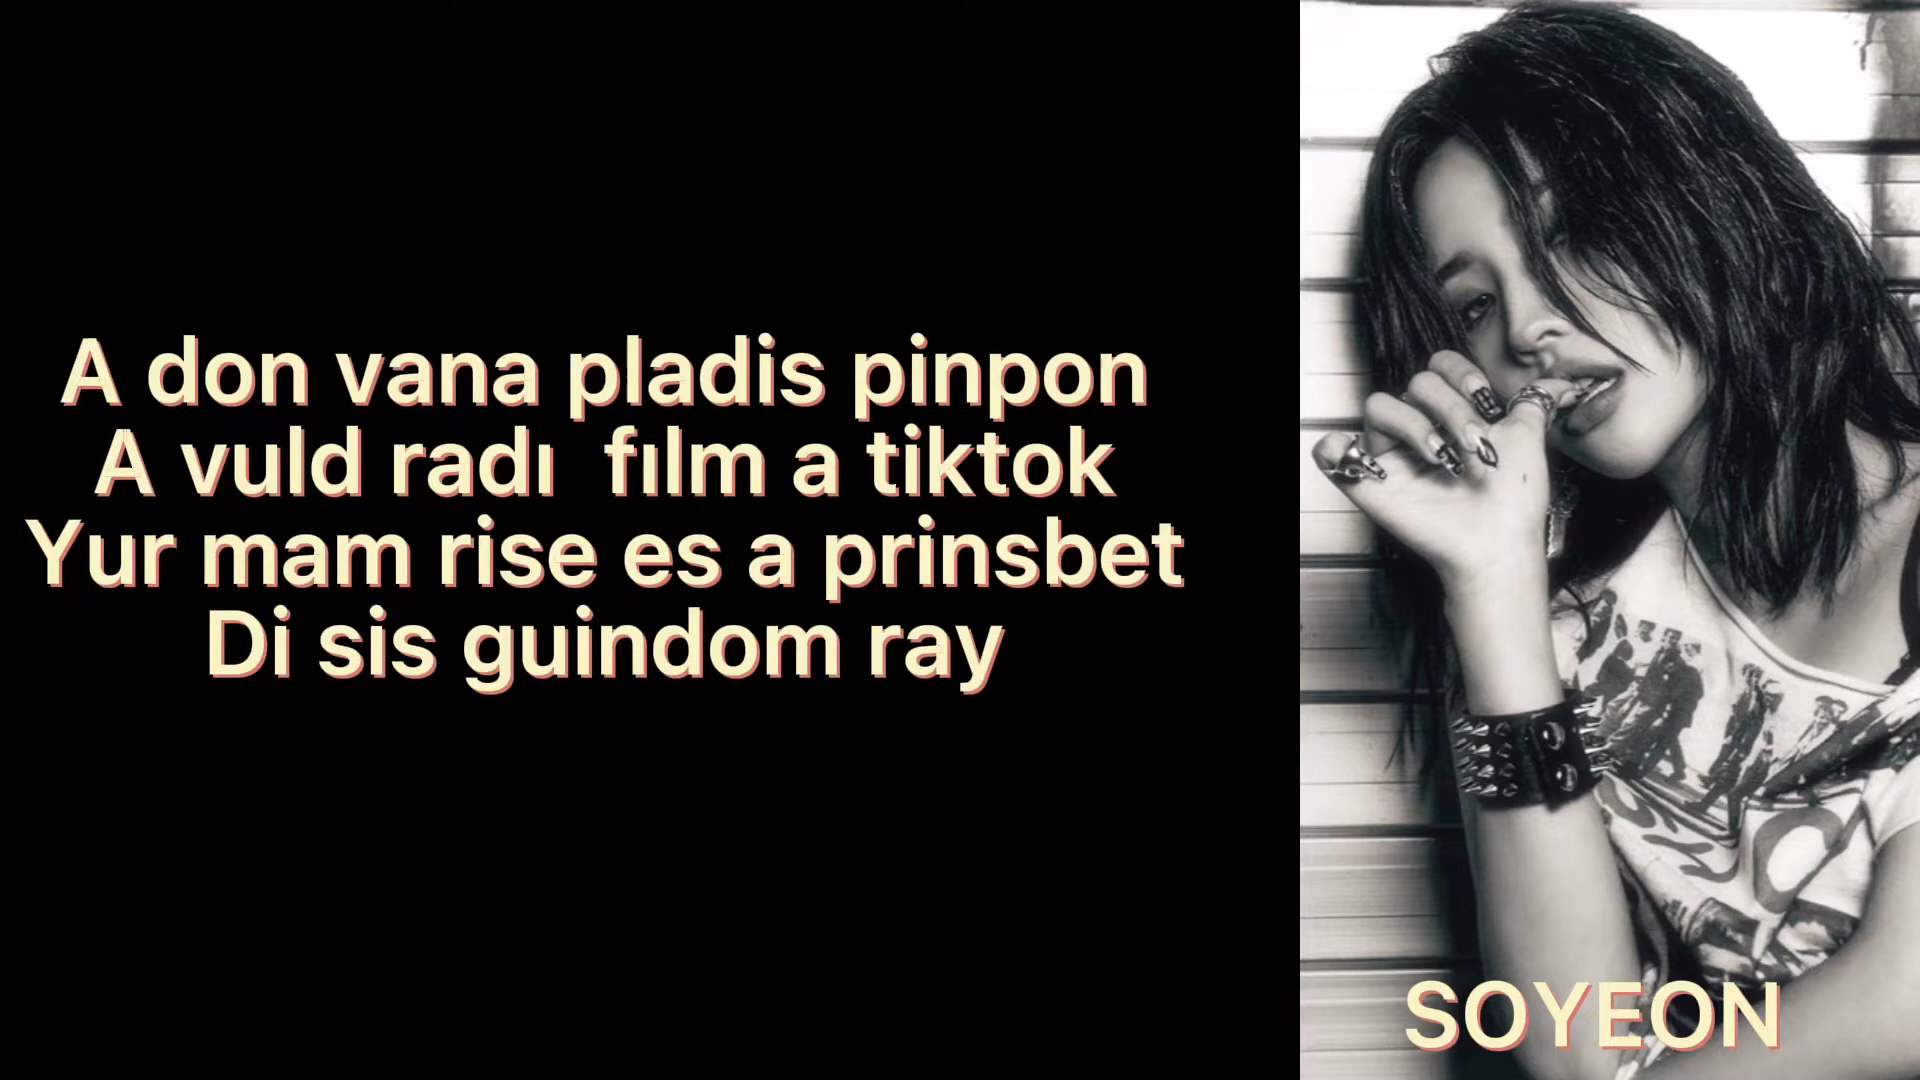 A don vana pladis pinpon
A vuld radı  fılm a tiktok
Yur mam rise es a prinsbet
Di sis guindom ray
SOYEON